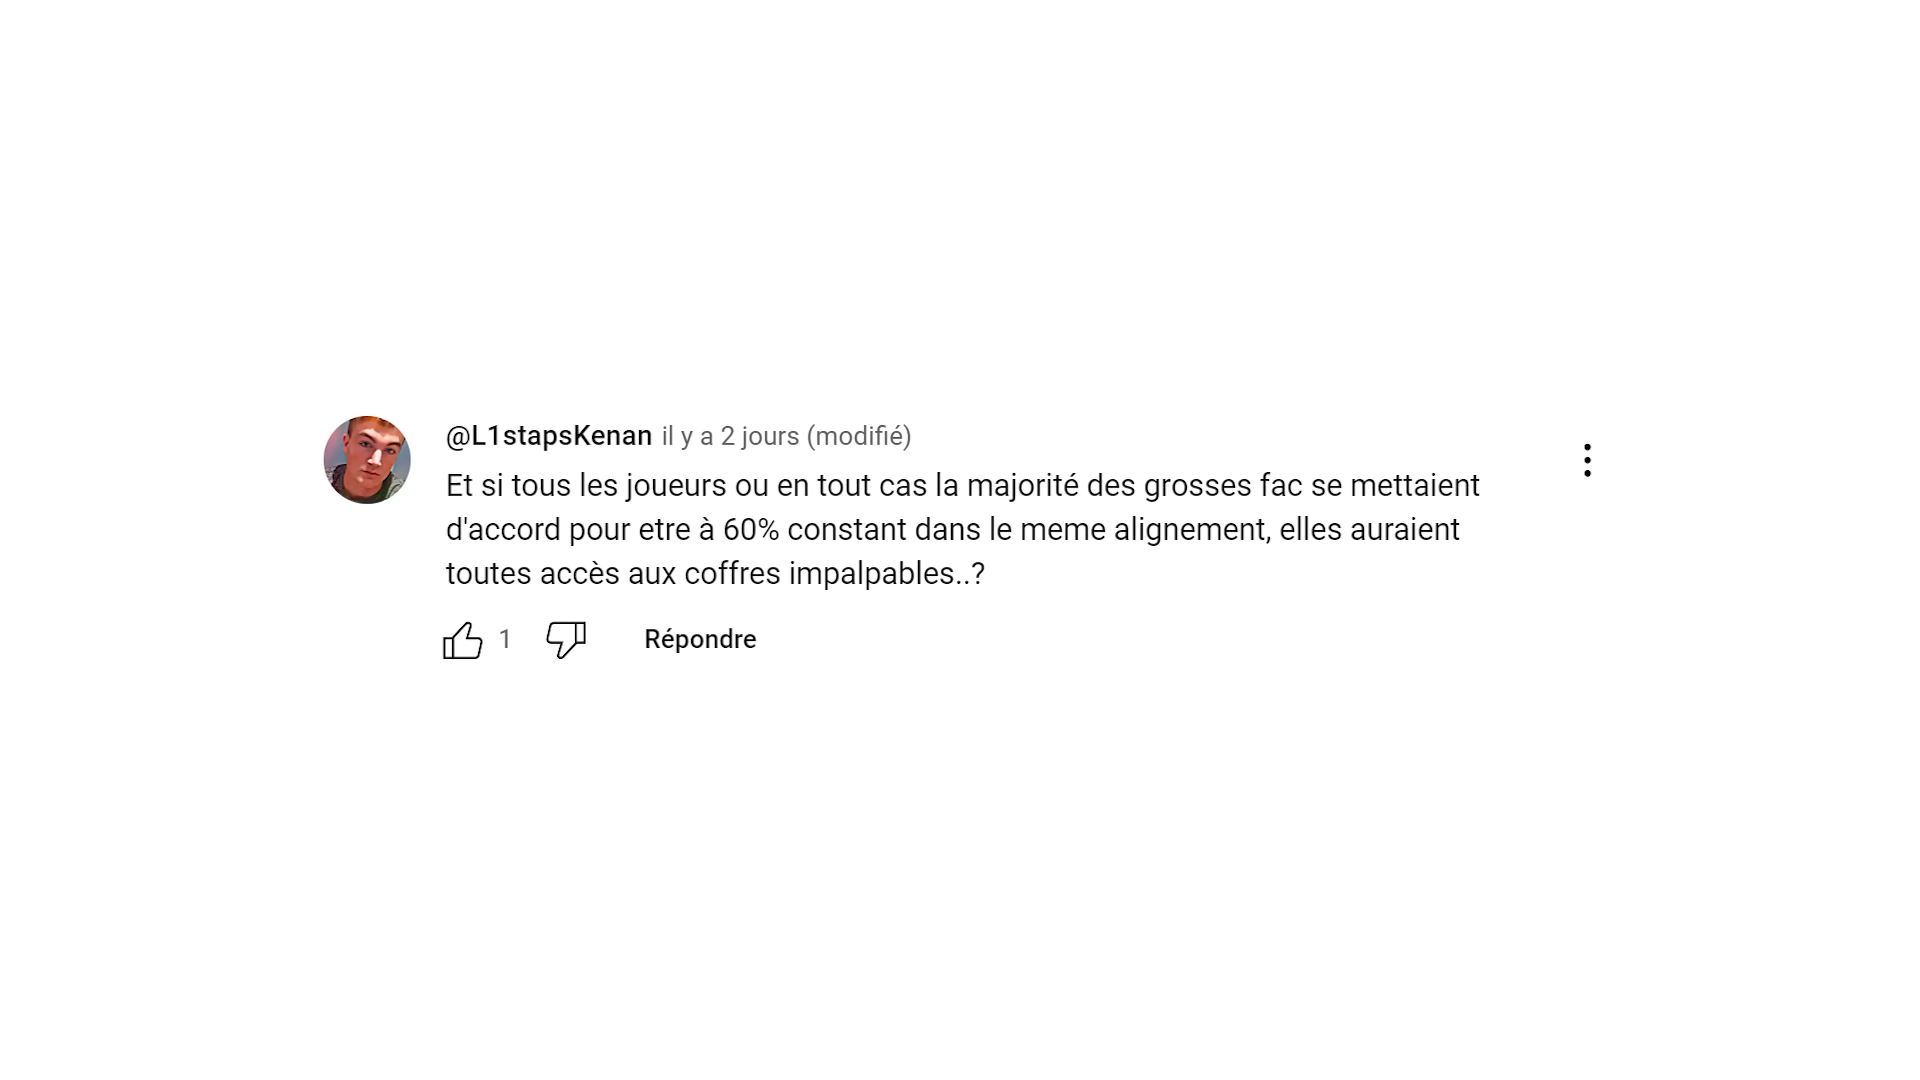 @L1stapsKenan il y a 2 jours (modifié)
Et si tous les joueurs ou en tout cas la majorité des grosses fac se mettaient
d'accord pour etre à 60% constant dans le meme alignement, elles auraient
toutes accès aux coffres impalpables..?
1 Répondre